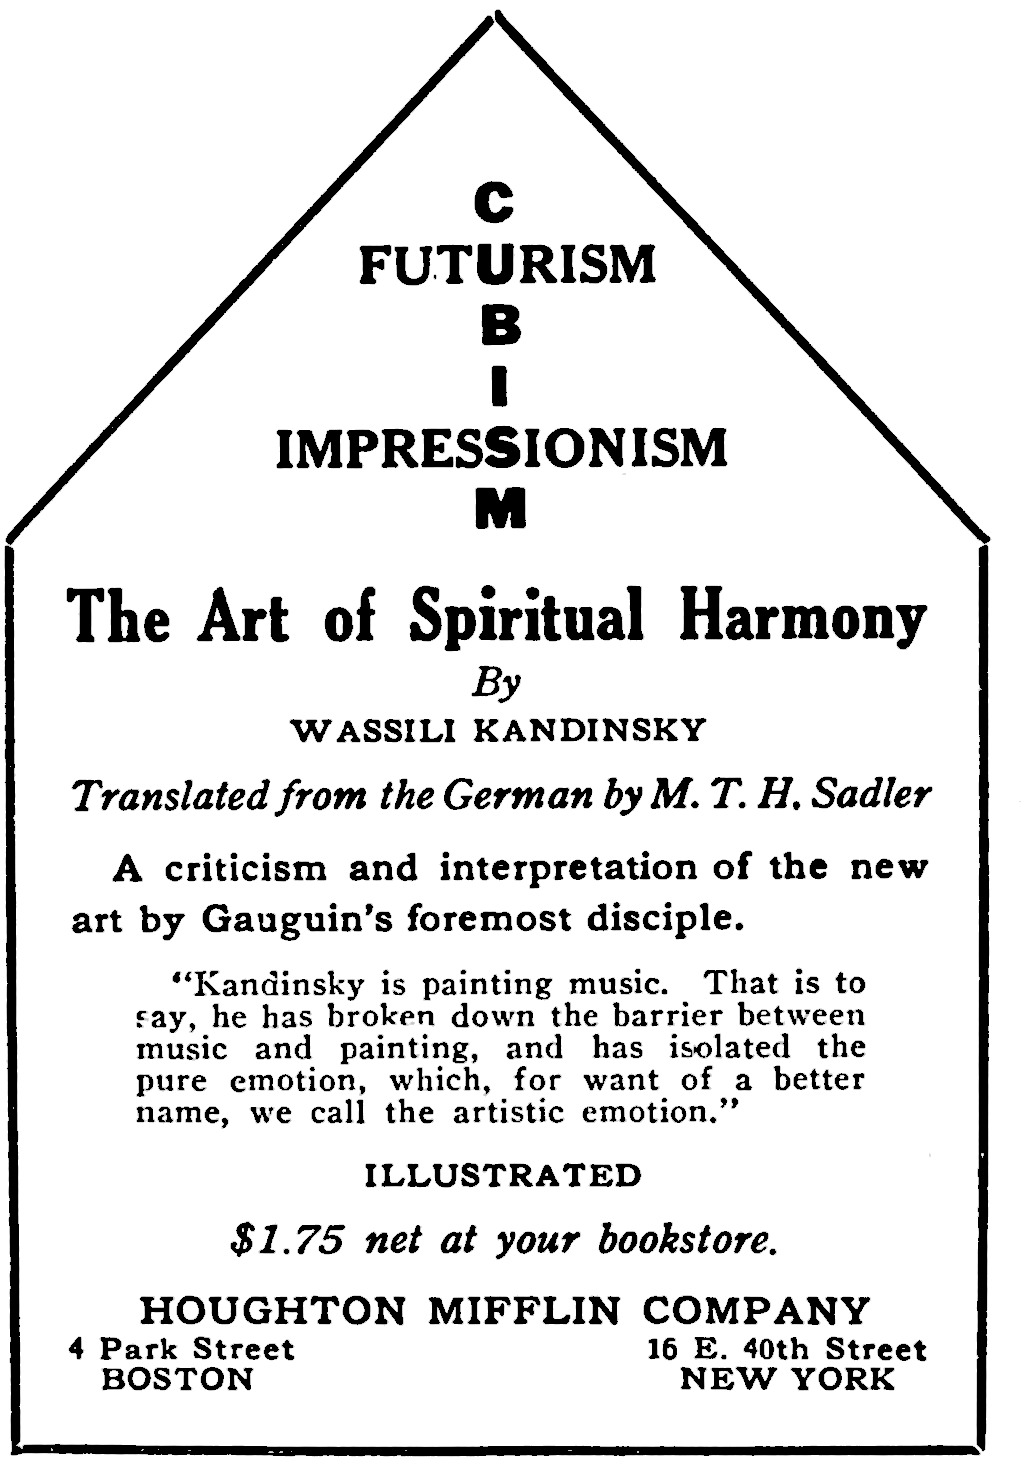 C
FUTURISM
B
I
IMPRESSIONISM
M
The Art of Spiritual Harmony
By
WASSILI KANDINSKY
Translated from the German by M. T. H. Sadler
A criticism and interpretation of the new
art by Gauguin's foremost disciple.
"Kandinsky is painting music. That is to
say, he has broken down the barrier between
music and painting, and has isolated the
pure emotion, which, for want of a better
name, we call the artistic emotion."
ILLUSTRATED
$1.75 net at your bookstore.
HOUGHTON MIFFLIN COMPANY
4 Park Street 16 E. 40th Street
BOSTON NEW YORK